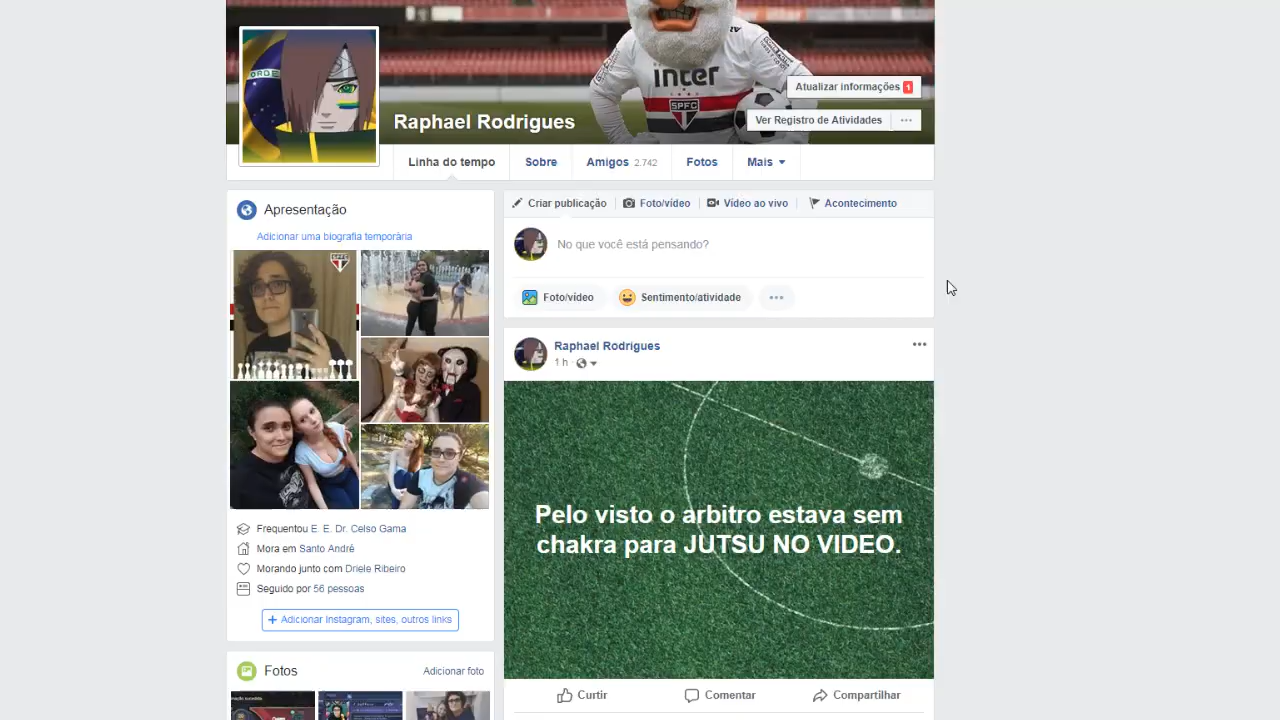 ORDE
inter
SPFC
Atualizar informações 1
Raphael Rodrigues
Ver Registro de Atividades
Linha do tempo
Sobre
Amigos 2.742
Fotos
Mais
Apresentação
Adicionar uma biografia temporária
SPFC
Frequentou E. E. Dr. Celso Gama
Mora em Santo André
Morando junto com Driele Ribeiro
Seguido por 56 pessoas
+ Adicionar Instagram, sites, outros links
Fotos
Adicionar foto
Criar publicação
Foto/vídeo
Vídeo ao vivo
Acontecimento
No que você está pensando?
Foto/vídeo
Sentimento/atividade
Raphael Rodrigues
1 h ·
Pelo visto o arbitro estava sem
chakra para JUTSU NO VIDEO.
Curtir
Comentar
Compartilhar